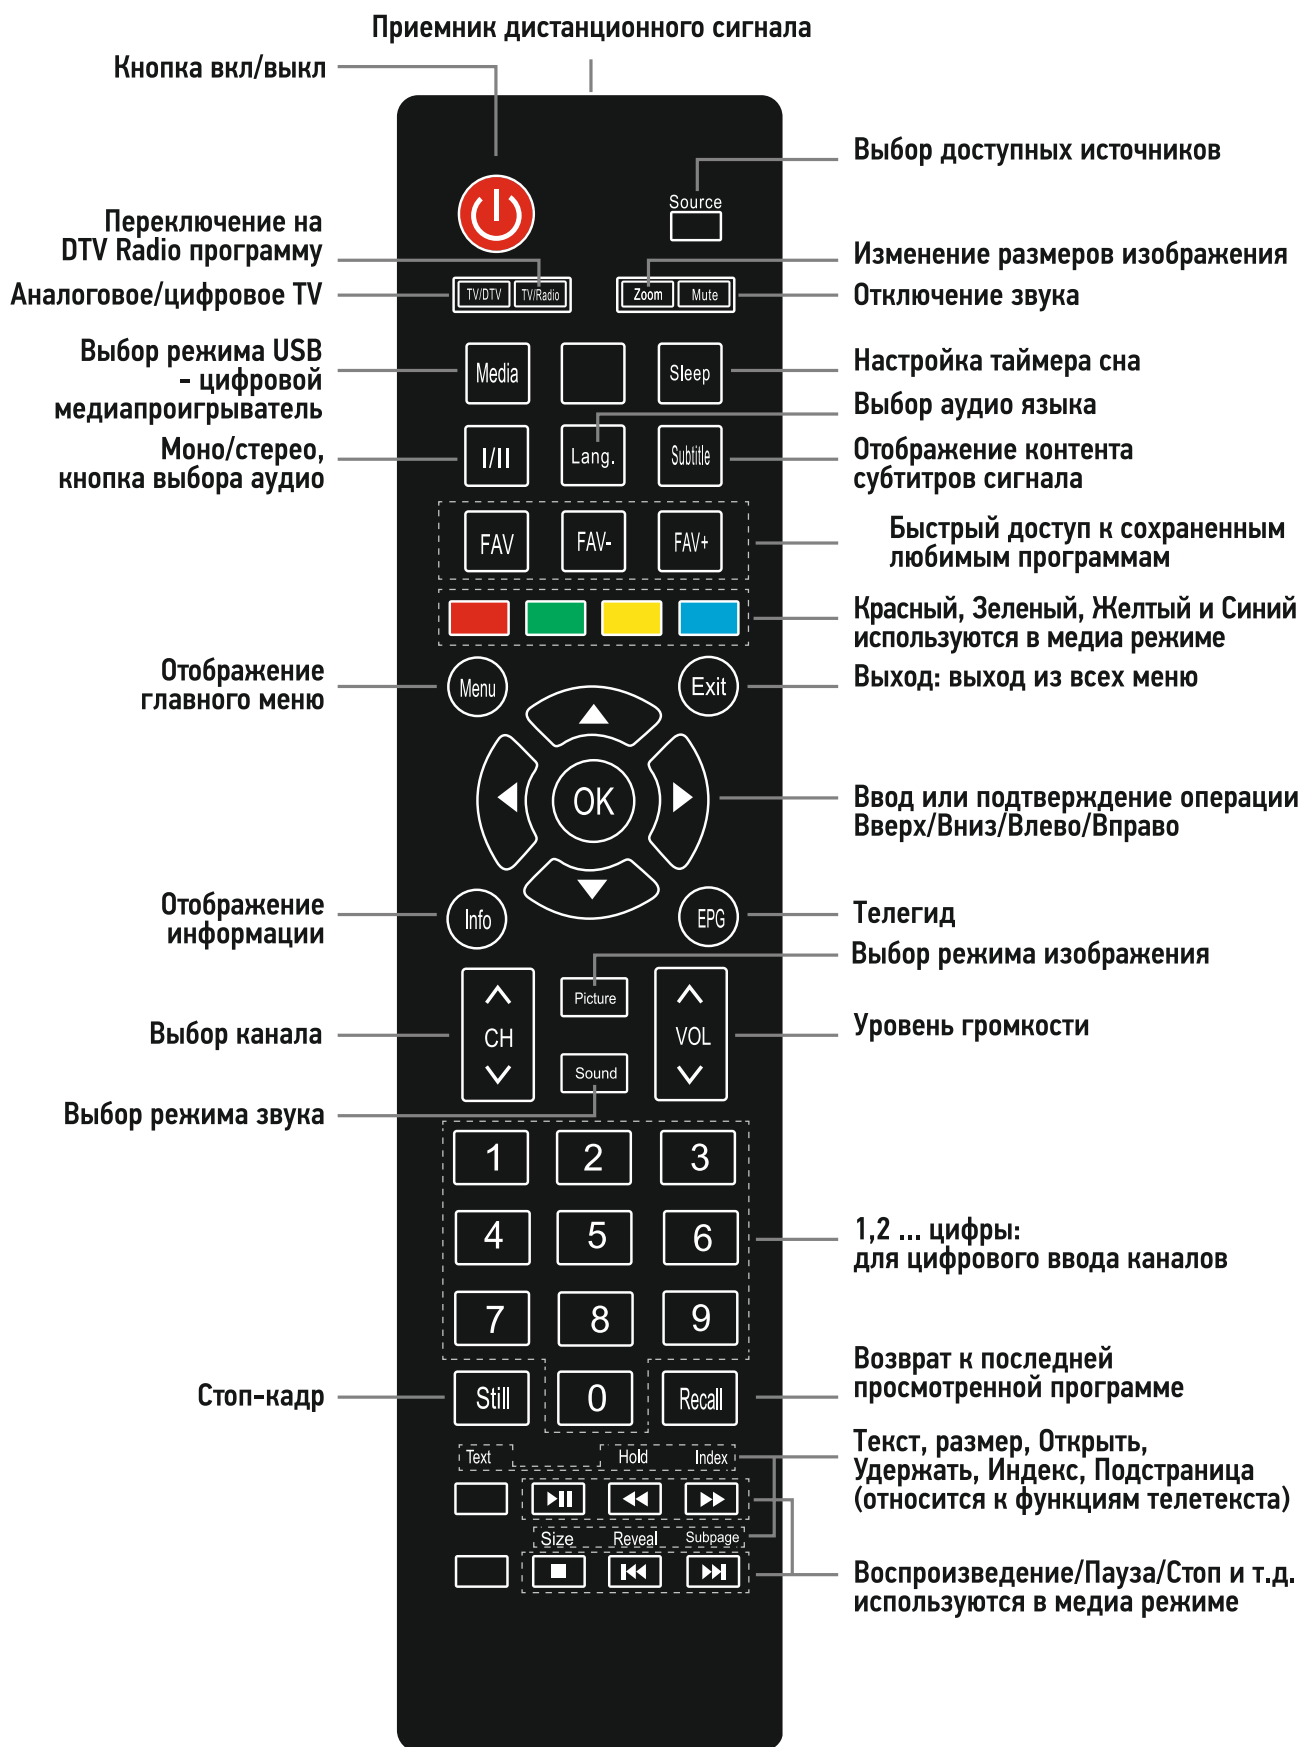 Приемник дистанционного сигнала
Кнопка вкл/выкл
Выбор доступных источников
Source
Переключение на
DTV Radio программу
Изменение размеров изображения
Аналоговое/цифровое TV
TV/DTV
TV/Radio
Zoom
Mute
Отключение звука
Выбор режима USB
- цифровой
медиапроигрыватель
Media
Sleep
Настройка таймера сна
Выбор аудио языка
Моно/стерео,
кнопка выбора аудио
I/II
Lang.
Subtitle
Отображение контента
субтитров сигнала
FAV
FAV-
FAV+
Быстрый доступ к сохраненным
любимым программам
Красный, Зеленый, Желтый и Синий
используются в медиа режиме
Отображение
главного меню
Menu
Exit
Выход: выход из всех меню
OK
Ввод или подтверждение операции
Вверх/Вниз/Влево/Вправо
Отображение
информации
Info
EPG
Телегид
Выбор режима изображения
Picture
Выбор канала
CH
VOL
Уровень громкости
Sound
Выбор режима звука
1
2
3
4
5
6
1,2 ... цифры:
для цифрового ввода каналов
7
8
9
Возврат к последней
просмотренной программе
Стоп-кадр
Still
0
Recall
Text
Hold
Index
Текст, размер, Открыть,
Удержать, Индекс, Подстраница
(относится к функциям телетекста)
Size
Reveal
Subpage
Воспроизведение/Пауза/Стоп и т.д.
используются в медиа режиме